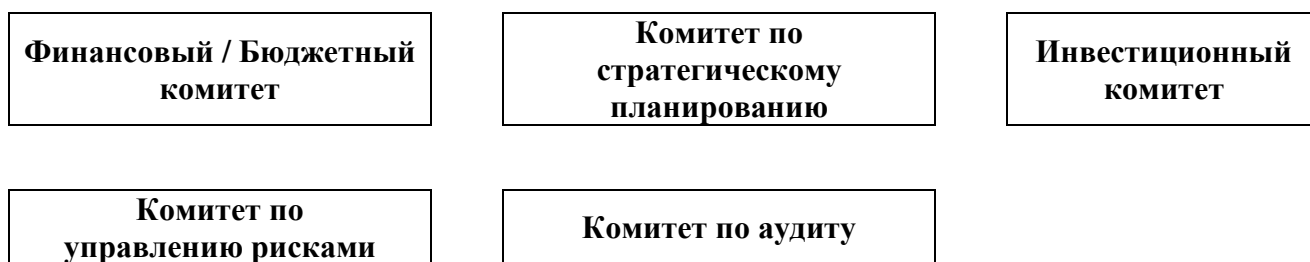 Финансовый / Бюджетный
комитет
Комитет по
стратегическому
планированию
Инвестиционный
комитет
Комитет по
управлению рисками
Комитет по аудиту